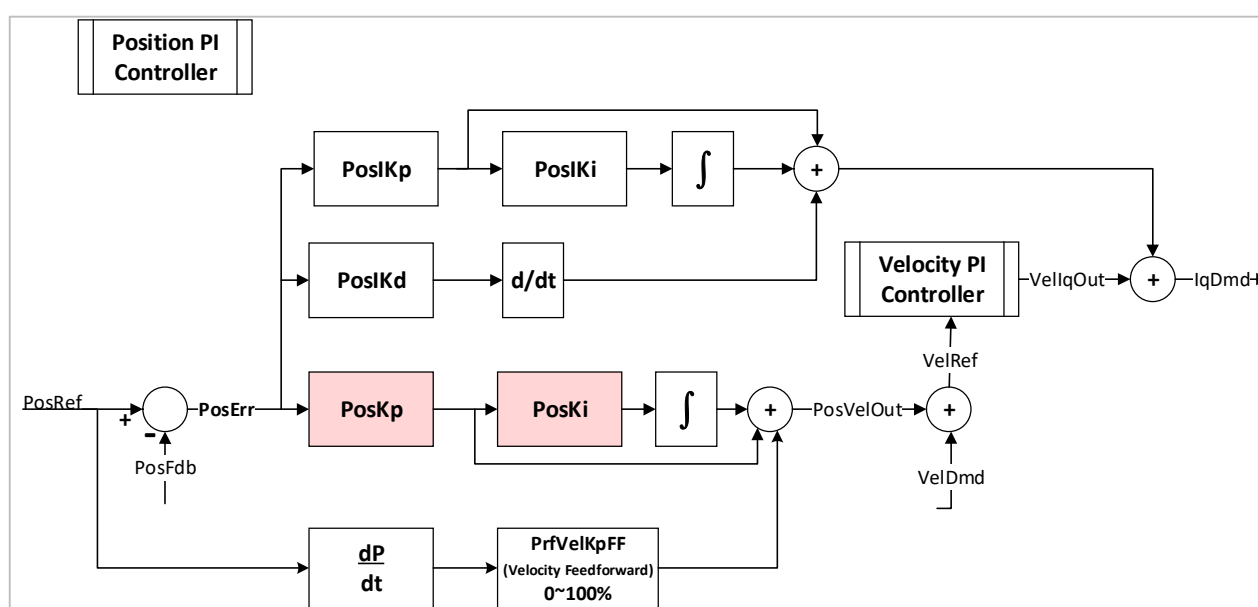 Position PI
Controller
PosIKp
PosIKi
∫
+
PosIKd
d/dt
Velocity PI
Controller
VelIqOut
+
IqDmd+
VelRef
PosRef
+
-
PosErr
PosKp
PosKi
∫
+
PosVelOut
+
PosFdb
VelDmd
dP
dt
PrfVelKpFF
(Velocity Feedforward)
0~100%